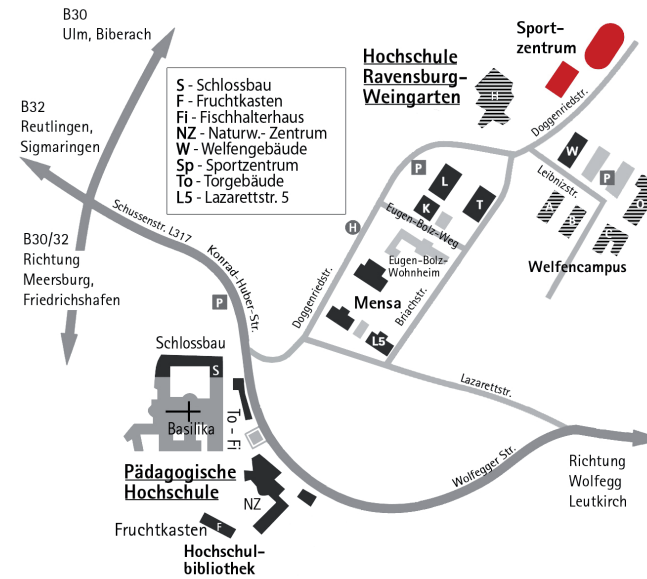 B30
Ulm, Biberach
B32
Reutlingen,
Sigmaringen
B30/32
Richtung
Meersburg,
Friedrichshafen
S - Schlossbau
F - Fruchtkasten
Fi - Fischhalterhaus
NZ - Naturw.- Zentrum
W - Welfengebäude
Sp - Sportzentrum
To - Torgebäude
L5 - Lazarettstr. 5
Hochschule
Ravensburg-
Weingarten
Sport-
zentrum
H
Doggenriedstr.
W
P
Leibnizstr.
A
B
O
Welfencampus
P
L
K
T
Eugen-Bolz-Weg
Eugen-Bolz-
Wohnheim
H
Doggenriedstr.
Mensa
Briachstr.
L5
Lazarettstr.
Schussenstr. L317
Konrad-Huber-Str.
P
Schlossbau
S
Basilika
To - Fi
Pädagogische
Hochschule
NZ
Fruchtkasten
F
Hochschul-
bibliothek
Wolfegger Str.
Richtung
Wolfegg
Leutkirch